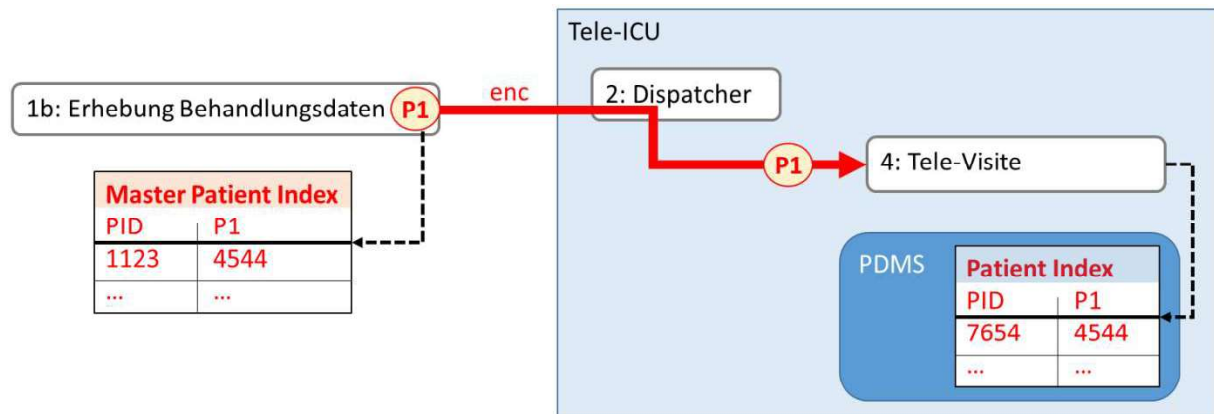 Tele-ICU
enc
1b: Erhebung Behandlungsdaten P1
2: Dispatcher
P1
4: Tele-Visite
Master Patient Index
PID P1
1123 4544
... ...
PDMS
Patient Index
PID P1
7654 4544
... ...